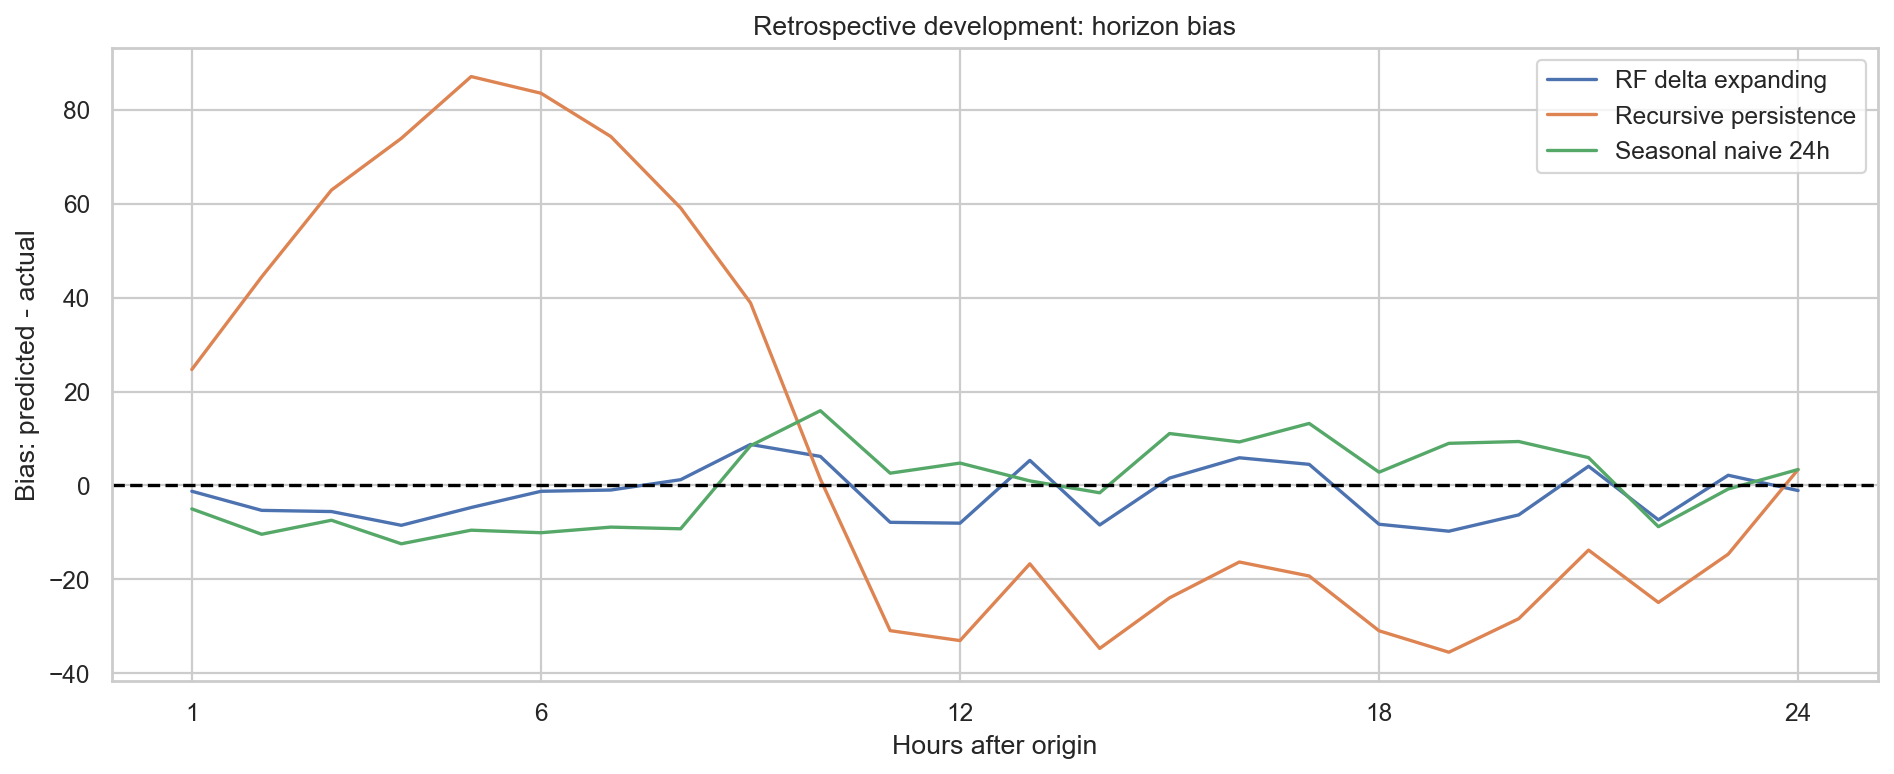 Retrospective development: horizon bias
RF delta expanding
Recursive persistence
Seasonal naive 24h
Bias: predicted - actual
80
60
40
20
0
−20
−40
1
6
12
18
24
Hours after origin